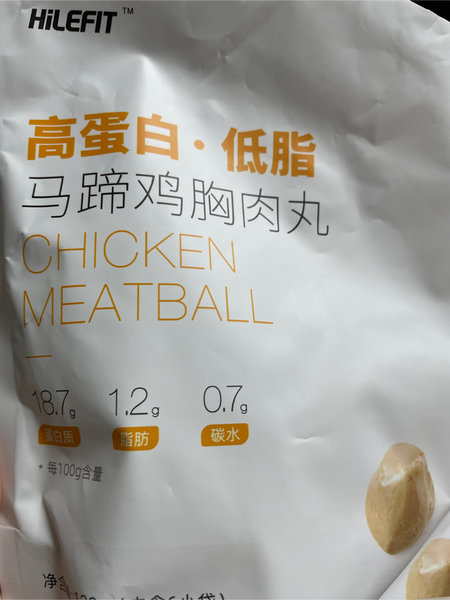 HiLEFIT™
高蛋白·低脂
马蹄鸡胸肉丸
CHICKEN
MEATBALL
18.7g 1.2g 0.7g
蛋白质 脂肪 碳水
*每100g含量
净含